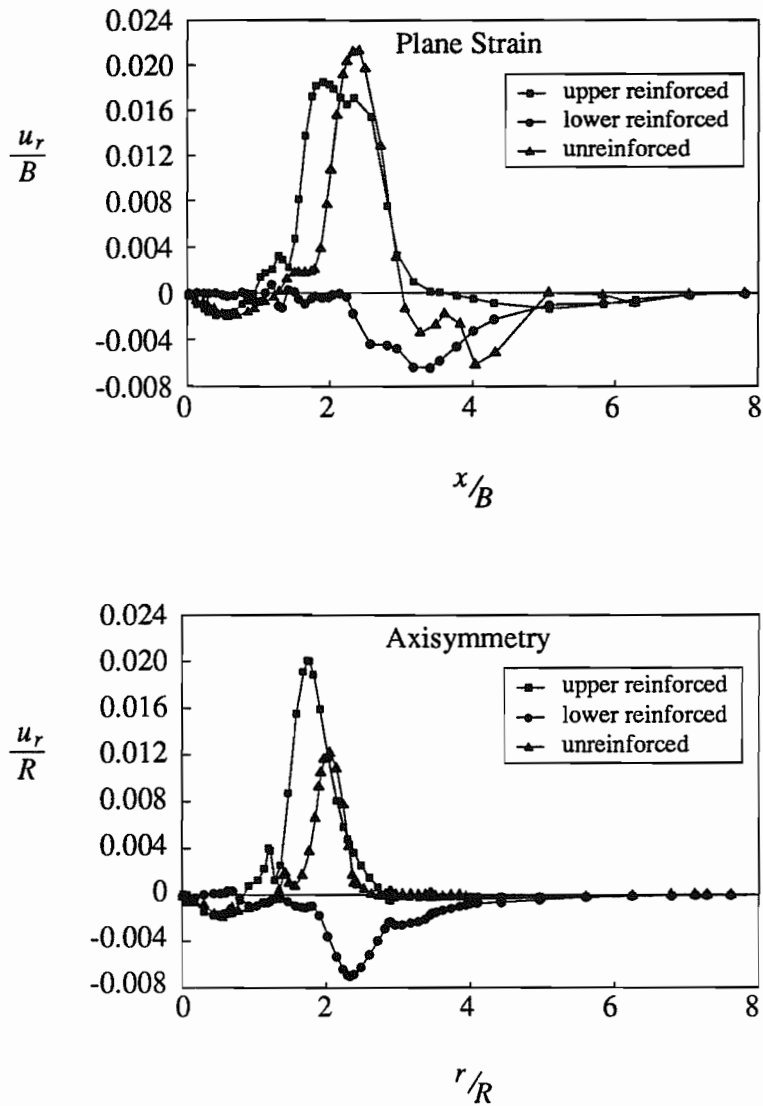 Plane Strain
0.024
0.020
0.016
0.012
0.008
0.004
0
-0.004
-0.008
u_r/B
upper reinforced
lower reinforced
unreinforced
0 2 4 6 8
x/B
Axisymmetry
0.024
0.020
0.016
0.012
0.008
0.004
0
-0.004
-0.008
u_r/R
upper reinforced
lower reinforced
unreinforced
0 2 4 6 8
r/R